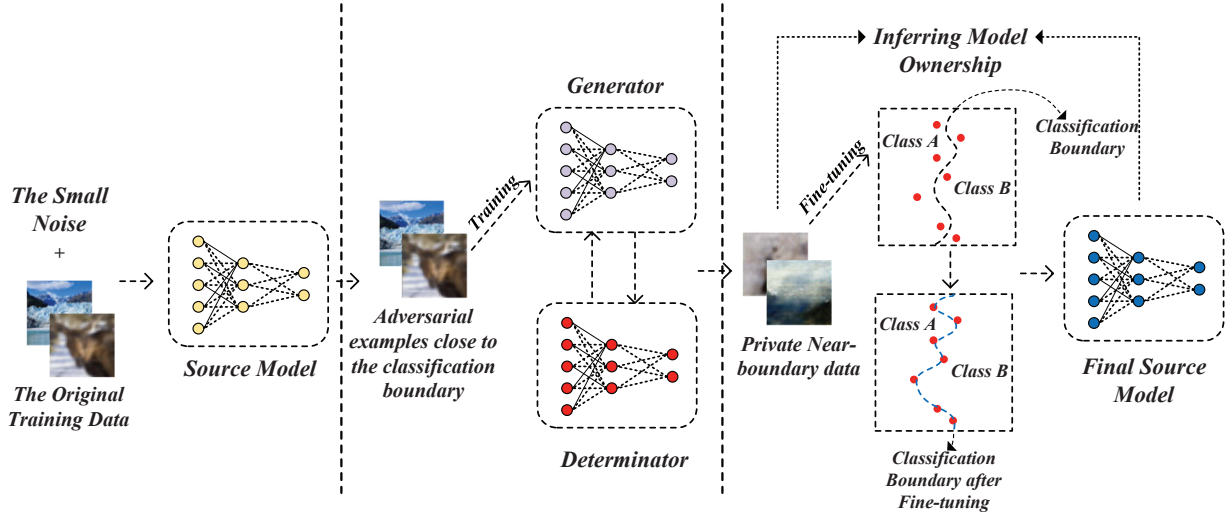 The Small
Noise
+
The Original
Training Data
Source Model
Adversarial
examples close to
the classification
boundary
Training
Generator
Determinator
Inferring Model
Ownership
Private Near-
boundary data
Fine-tuning
Class A
Class B
Classification
Boundary
Class A
Class B
Classification
Boundary after
Fine-tuning
Final Source
Model